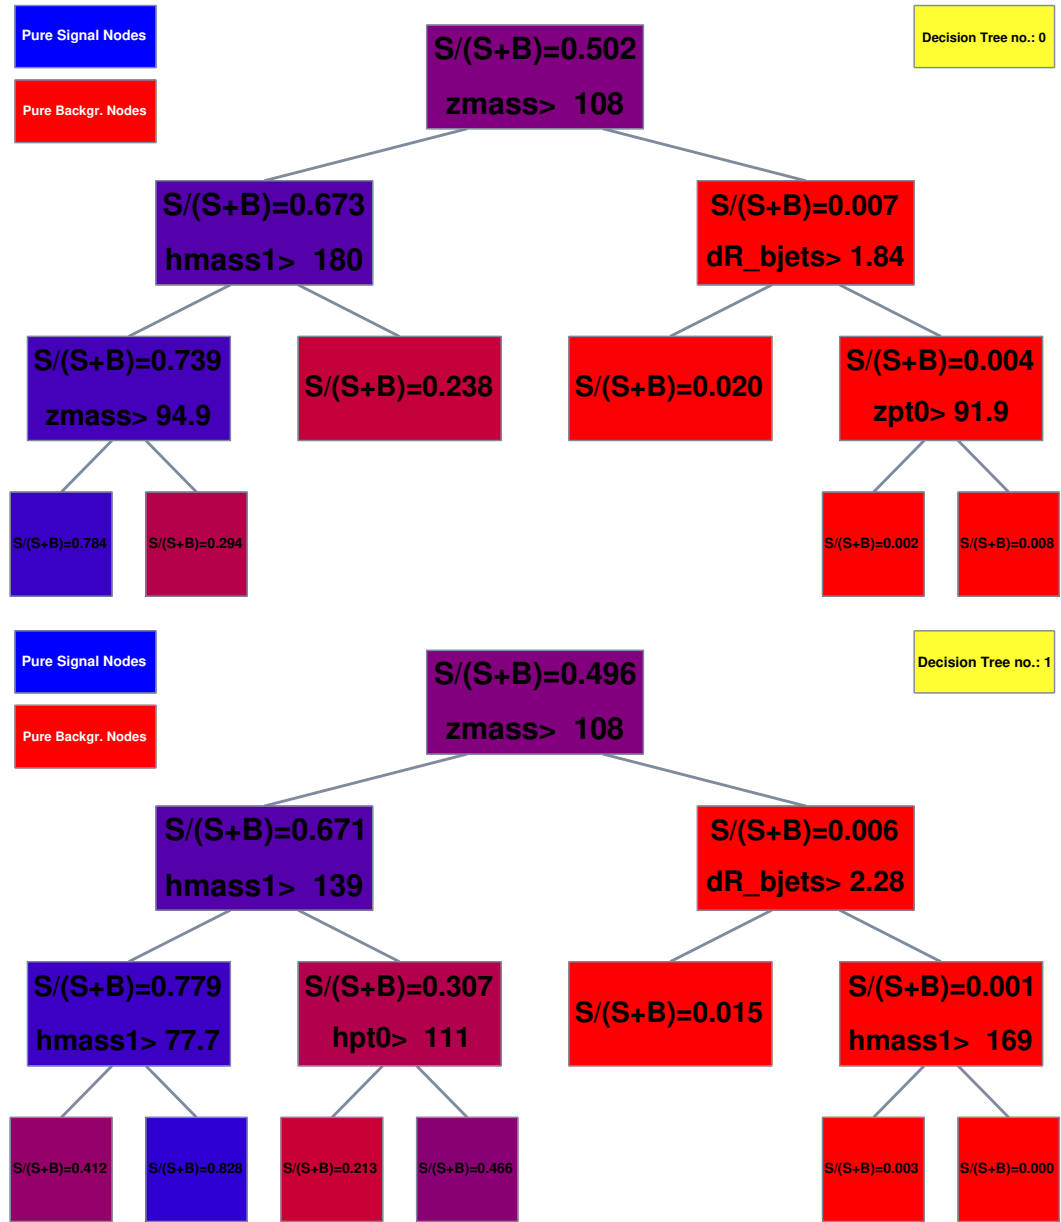 Pure Signal Nodes
Pure Backgr. Nodes
Decision Tree no.: 0
S/(S+B)=0.502
zmass> 108
S/(S+B)=0.673
hmass1> 180
S/(S+B)=0.007
dR_bjets> 1.84
S/(S+B)=0.739
zmass> 94.9
S/(S+B)=0.238
S/(S+B)=0.020
S/(S+B)=0.004
zpt0> 91.9
S/(S+B)=0.784
S/(S+B)=0.294
S/(S+B)=0.002
S/(S+B)=0.008
Pure Signal Nodes
Pure Backgr. Nodes
Decision Tree no.: 1
S/(S+B)=0.496
zmass> 108
S/(S+B)=0.671
hmass1> 139
S/(S+B)=0.006
dR_bjets> 2.28
S/(S+B)=0.779
hmass1> 77.7
S/(S+B)=0.307
hpt0> 111
S/(S+B)=0.015
S/(S+B)=0.001
hmass1> 169
S/(S+B)=0.412
S/(S+B)=0.828
S/(S+B)=0.213
S/(S+B)=0.466
S/(S+B)=0.003
S/(S+B)=0.000